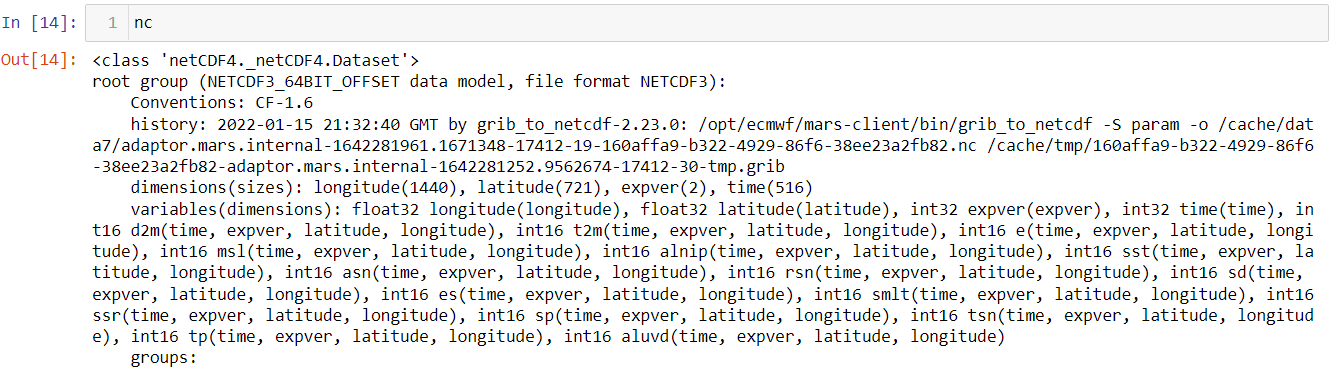 In [14]: 1 nc
Out[14]: <class 'netCDF4._netCDF4.Dataset'>
root group (NETCDF3_64BIT_OFFSET data model, file format NETCDF3):
Conventions: CF-1.6
history: 2022-01-15 21:32:40 GMT by grib_to_netcdf-2.23.0: /opt/ecmwf/mars-client/bin/grib_to_netcdf -S param -o /cache/dat
a7/adaptor.mars.internal-1642281961.1671348-17412-19-160affa9-b322-4929-86f6-38ee23a2fb82.nc /cache/tmp/160affa9-b322-4929-86f6
-38ee23a2fb82-adaptor.mars.internal-1642281252.9562674-17412-30-tmp.grib
dimensions(sizes): longitude(1440), latitude(721), expver(2), time(516)
variables(dimensions): float32 longitude(longitude), float32 latitude(latitude), int32 expver(expver), int32 time(time), in
t16 d2m(time, expver, latitude, longitude), int16 t2m(time, expver, latitude, longitude), int16 e(time, expver, latitude, longi
tude), int16 msl(time, expver, latitude, longitude), int16 alnip(time, expver, latitude, longitude), int16 sst(time, expver, la
titude, longitude), int16 asn(time, expver, latitude, longitude), int16 rsn(time, expver, latitude, longitude), int16 sd(time,
expver, latitude, longitude), int16 es(time, expver, latitude, longitude), int16 smlt(time, expver, latitude, longitude), int16
ssr(time, expver, latitude, longitude), int16 sp(time, expver, latitude, longitude), int16 tsn(time, expver, latitude, longitud
e), int16 tp(time, expver, latitude, longitude), int16 aluvd(time, expver, latitude, longitude)
groups: